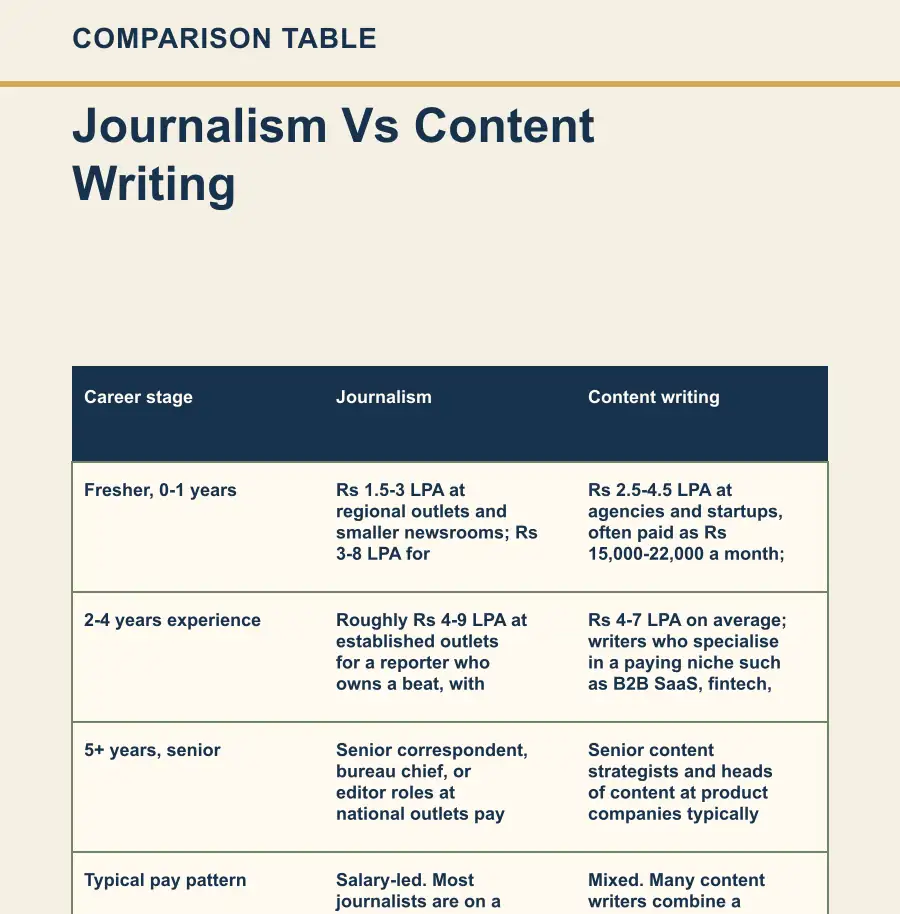 COMPARISON TABLE
Journalism Vs Content
Writing
Career stage
Journalism
Content writing
Fresher, 0-1 years
Rs 1.5-3 LPA at
regional outlets and
smaller newsrooms; Rs
3-8 LPA for
Rs 2.5-4.5 LPA at
agencies and startups,
often paid as Rs
15,000-22,000 a month;
2-4 years experience
Roughly Rs 4-9 LPA at
established outlets
for a reporter who
owns a beat, with
Rs 4-7 LPA on average;
writers who specialise
in a paying niche such
as B2B SaaS, fintech,
5+ years, senior
Senior correspondent,
bureau chief, or
editor roles at
national outlets pay
Senior content
strategists and heads
of content at product
companies typically
Typical pay pattern
Salary-led. Most
journalists are on a
Mixed. Many content
writers combine a